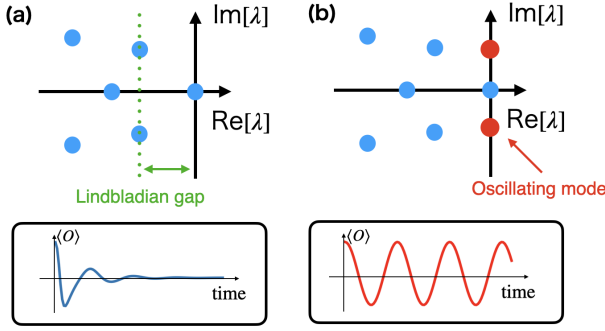 (a)
Im[λ]
Re[λ]
Lindbladian gap
⟨O⟩
time
(b)
Im[λ]
Re[λ]
Oscillating mode
⟨O⟩
time